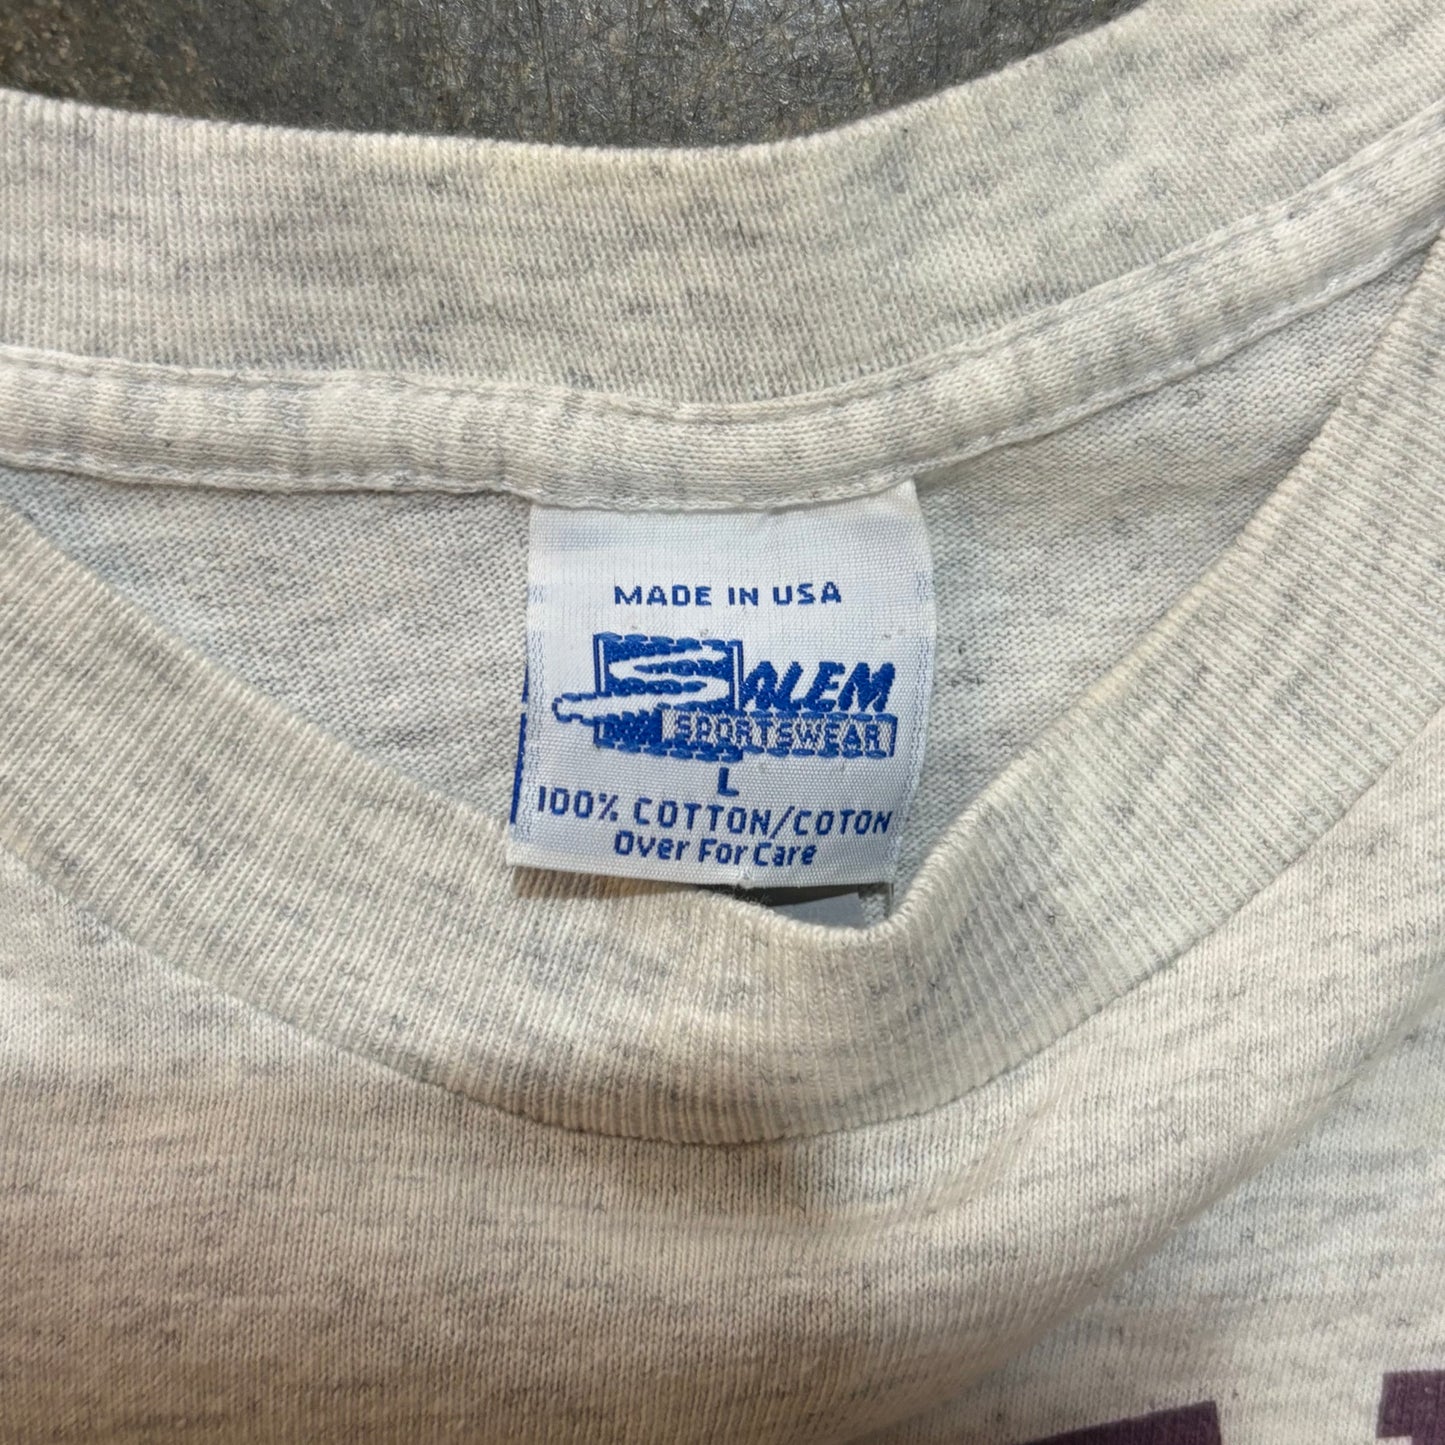 MADE IN USA
SALEM
SPORTSWEAR
L
100% COTTON/COTON
Over For Care